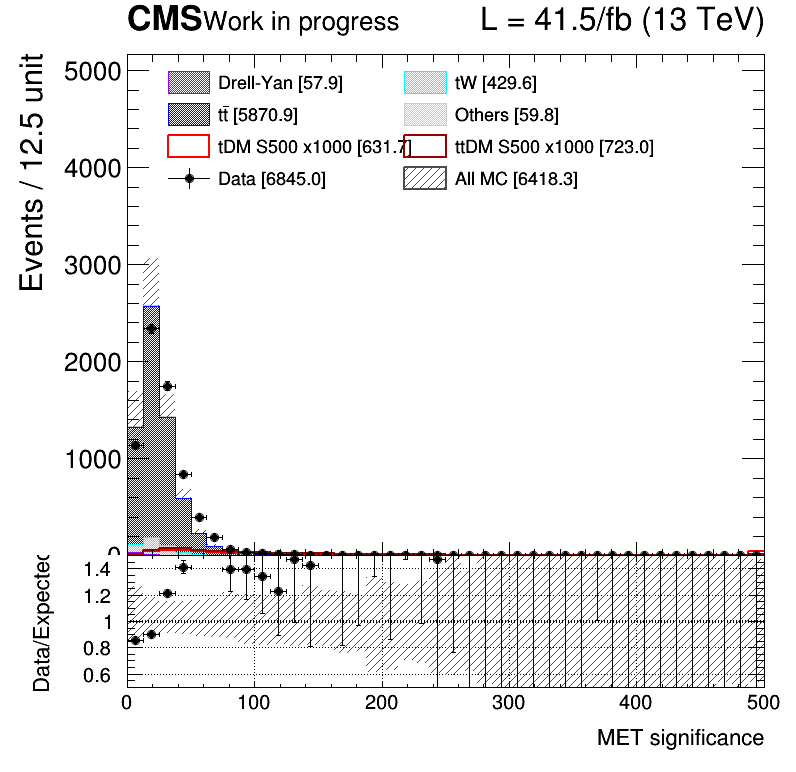 CMS Work in progress L = 41.5/fb (13 TeV)
Events / 12.5 unit
5000
4000
3000
2000
1000
0
Drell-Yan [57.9] tW [429.6]
tt̄ [5870.9] Others [59.8]
tDM S500 x1000 [631.7] ttDM S500 x1000 [723.0]
Data [6845.0] All MC [6418.3]
Data/Expected
1.4
1.2
1
0.8
0.6
0 100 200 300 400 500
MET significance